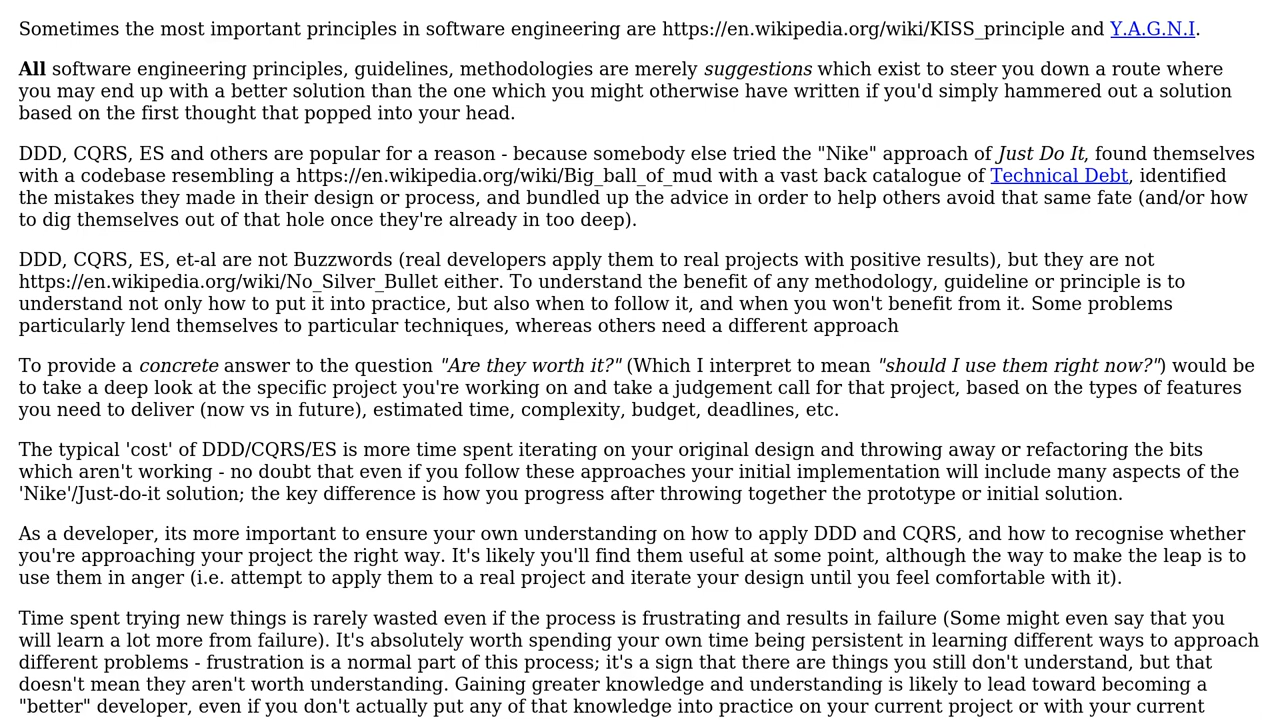 Sometimes the most important principles in software engineering are https://en.wikipedia.org/wiki/KISS_principle and Y.A.G.N.I.
All software engineering principles, guidelines, methodologies are merely suggestions which exist to steer you down a route where
you may end up with a better solution than the one which you might otherwise have written if you'd simply hammered out a solution
based on the first thought that popped into your head.
DDD, CQRS, ES and others are popular for a reason - because somebody else tried the "Nike" approach of Just Do It, found themselves
with a codebase resembling a https://en.wikipedia.org/wiki/Big_ball_of_mud with a vast back catalogue of Technical Debt, identified
the mistakes they made in their design or process, and bundled up the advice in order to help others avoid that same fate (and/or how
to dig themselves out of that hole once they're already in too deep).
DDD, CQRS, ES, et-al are not Buzzwords (real developers apply them to real projects with positive results), but they are not
https://en.wikipedia.org/wiki/No_Silver_Bullet either. To understand the benefit of any methodology, guideline or principle is to
understand not only how to put it into practice, but also when to follow it, and when you won't benefit from it. Some problems
particularly lend themselves to particular techniques, whereas others need a different approach
To provide a concrete answer to the question "Are they worth it?" (Which I interpret to mean "should I use them right now?") would be
to take a deep look at the specific project you're working on and take a judgement call for that project, based on the types of features
you need to deliver (now vs in future), estimated time, complexity, budget, deadlines, etc.
The typical 'cost' of DDD/CQRS/ES is more time spent iterating on your original design and throwing away or refactoring the bits
which aren't working - no doubt that even if you follow these approaches your initial implementation will include many aspects of the
'Nike'/Just-do-it solution; the key difference is how you progress after throwing together the prototype or initial solution.
As a developer, its more important to ensure your own understanding on how to apply DDD and CQRS, and how to recognise whether
you're approaching your project the right way. It's likely you'll find them useful at some point, although the way to make the leap is to
use them in anger (i.e. attempt to apply them to a real project and iterate your design until you feel comfortable with it).
Time spent trying new things is rarely wasted even if the process is frustrating and results in failure (Some might even say that you
will learn a lot more from failure). It's absolutely worth spending your own time being persistent in learning different ways to approach
different problems - frustration is a normal part of this process; it's a sign that there are things you still don't understand, but that
doesn't mean they aren't worth understanding. Gaining greater knowledge and understanding is likely to lead toward becoming a
"better" developer, even if you don't actually put any of that knowledge into practice on your current project or with your current